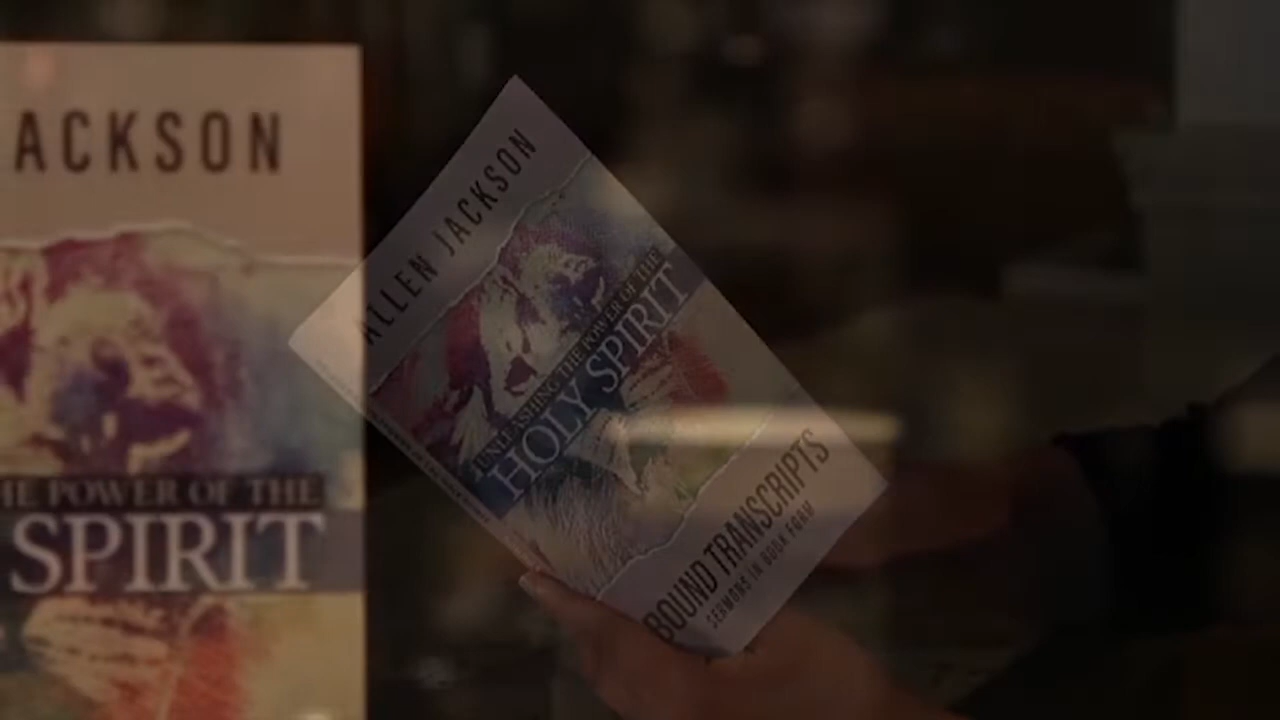 ACKSON
HE POWER OF THE
SPIRIT
ALLEN JACKSON
UNLEASHING THE POWER OF THE
HOLY SPIRIT
BOUND TRANSCRIPTS
SERMONS IN BOOK FORM